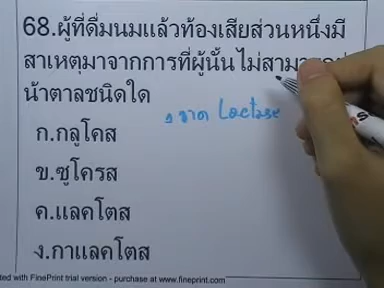 68.ผู้ที่ดื่มนมแล้วท้องเสียส่วนหนึ่งมี
สาเหตุมาจากการที่ผู้นั้น ไม่สามาร
น้ำตาลชนิดใด
ขาด Lactase
ก.กลูโคส
ข.ซูโครส
ค.แลคโตส
ง.กาแลคโตส
ted with FinePrint trial version - purchase at www.fineprint.com